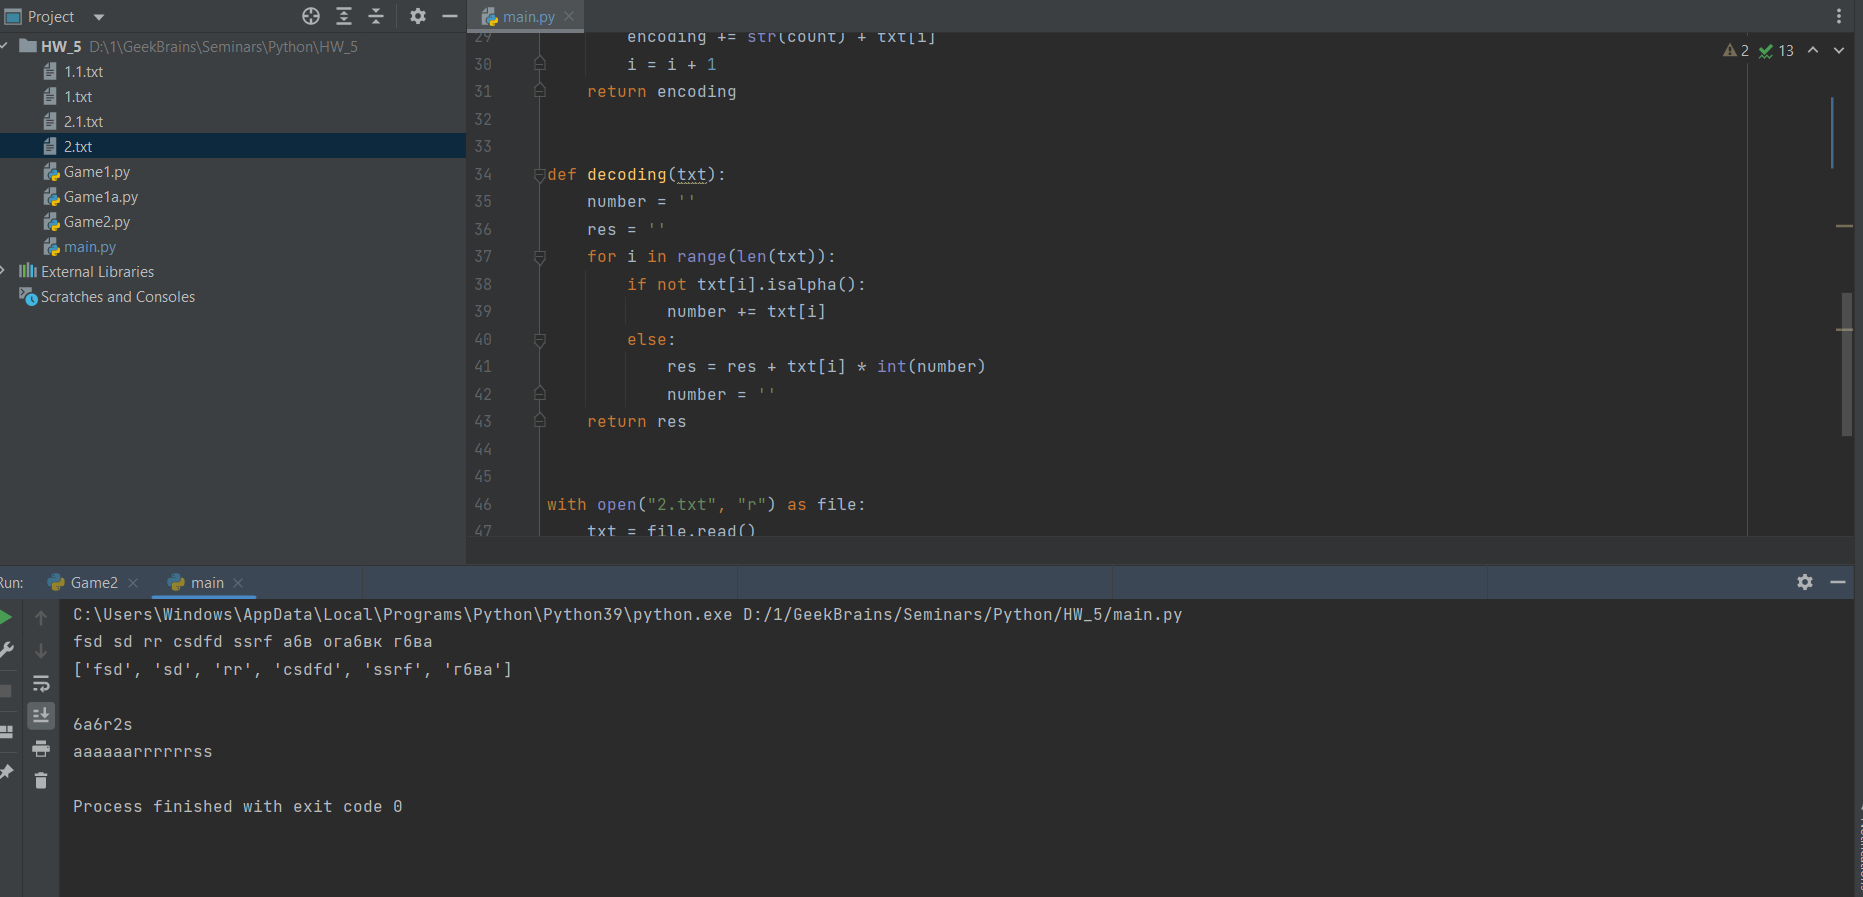 Project
main.py
HW_5 D:\1\GeekBrains\Seminars\Python\HW_5
1.1.txt
1.txt
2.1.txt
2.txt
Game1.py
Game1a.py
Game2.py
main.py
External Libraries
Scratches and Consoles
2 13
29 encoding += str(count) + txt[i]
30 i = i + 1
31 return encoding
32
33
34 def decoding(txt):
35 number = ''
36 res = ''
37 for i in range(len(txt)):
38 if not txt[i].isalpha():
39 number += txt[i]
40 else:
41 res = res + txt[i] * int(number)
42 number = ''
43 return res
44
45
46 with open("2.txt", "r") as file:
47 txt = file.read()
Run: Game2 main
C:\Users\Windows\AppData\Local\Programs\Python\Python39\python.exe D:/1/GeekBrains/Seminars/Python/HW_5/main.py
fsd sd rr csdfd ssrf абв огабвк гбва
['fsd', 'sd', 'rr', 'csdfd', 'ssrf', 'гбва']
6a6r2s
aaaaaarrrrrrss
Process finished with exit code 0